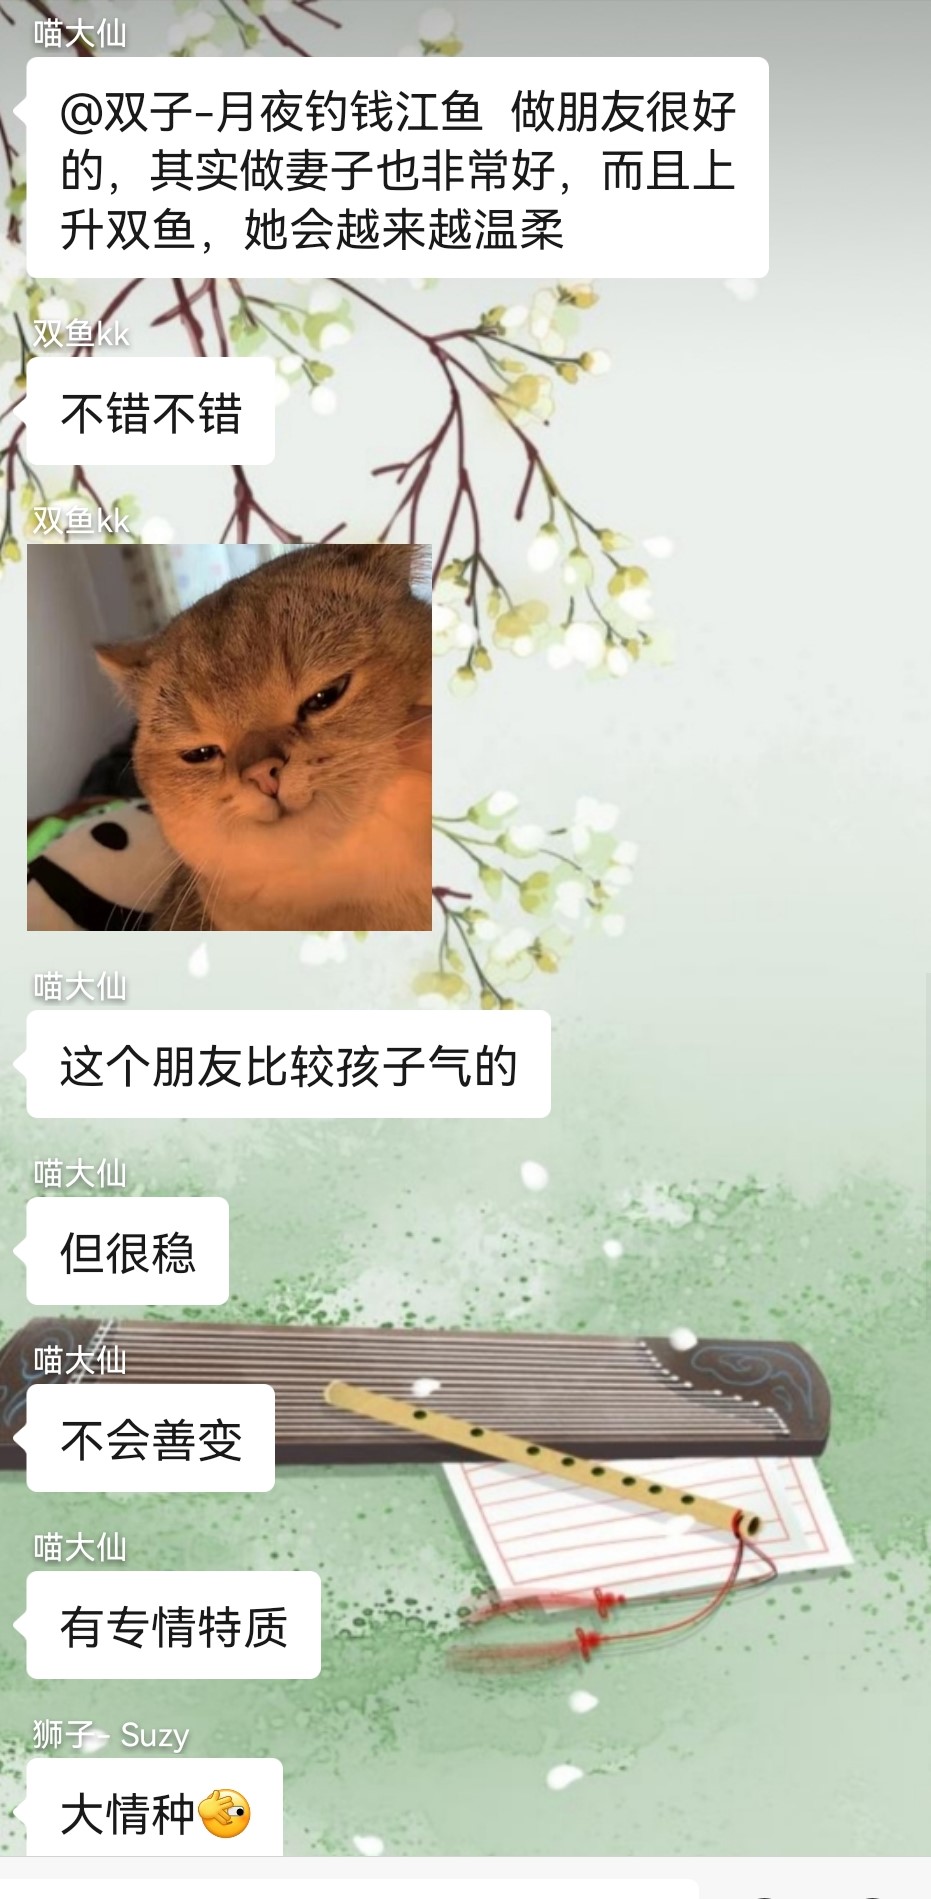 喵大仙
@双子-月夜钓钱江鱼 做朋友很好
的，其实做妻子也非常好，而且上
升双鱼，她会越来越温柔
双鱼kk
不错不错
双鱼kk
喵大仙
这个朋友比较孩子气的
喵大仙
但很稳
喵大仙
不会善变
喵大仙
有专情特质
狮子- Suzy
大情种